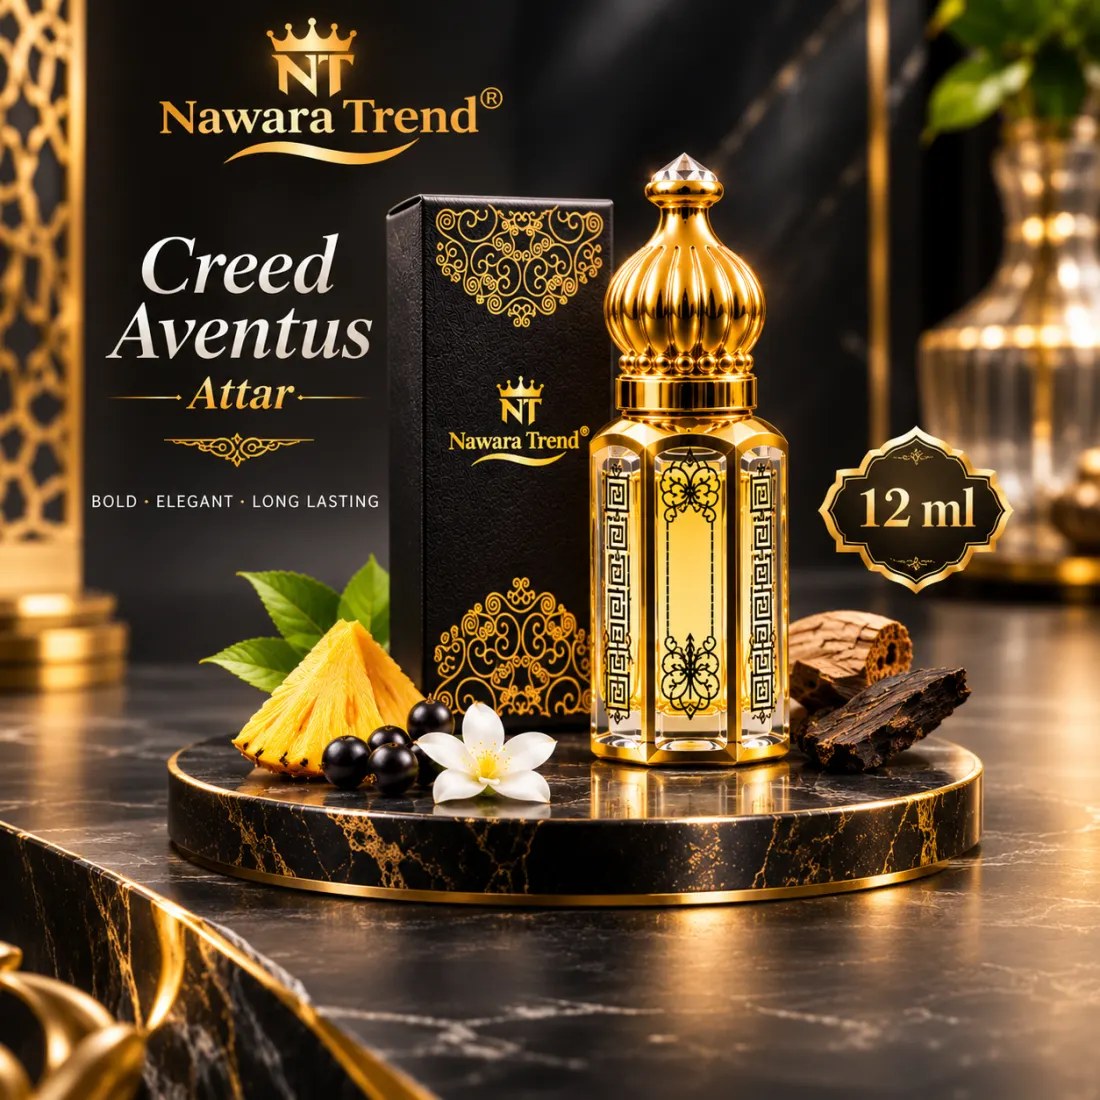 NT
Nawara Trend®
Creed
Aventus
Attar
BOLD · ELEGANT · LONG LASTING
NT
Nawara Trend®
12 ml